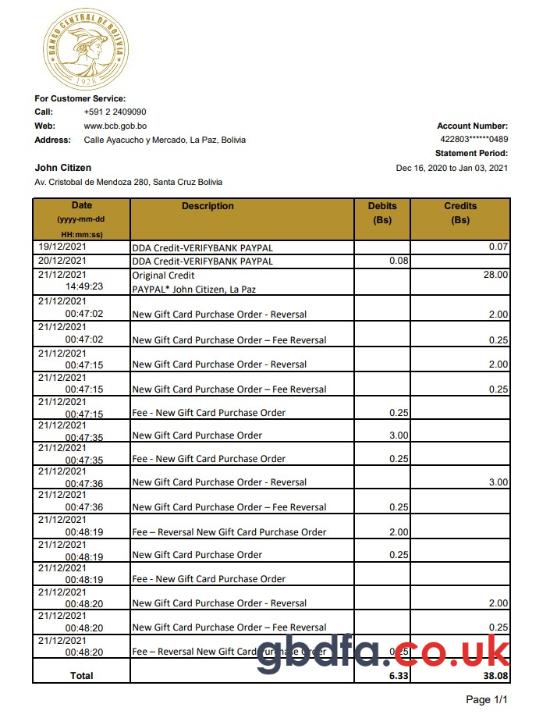 BANCO CENTRAL DE BOLIVIA
1928
For Customer Service:
Call: +591 2 2409090
Web: www.bcb.gob.bo
Address: Calle Ayacucho y Mercado, La Paz, Bolivia
Account Number:
422803******0489
Statement Period:
Dec 16, 2020 to Jan 03, 2021
John Citizen
Av. Cristobal de Mendoza 280, Santa Cruz Bolivia
Date Description Debits Credits
(yyyy-mm-dd (Bs) (Bs)
HH:mm:ss)
19/12/2021 DDA Credit-VERIFYBANK PAYPAL 0.07
20/12/2021 DDA Credit-VERIFYBANK PAYPAL 0.08
21/12/2021 Original Credit 28.00
14:49:23 PAYPAL* John Citizen, La Paz
21/12/2021
00:47:02 New Gift Card Purchase Order - Reversal 2.00
21/12/2021
00:47:02 New Gift Card Purchase Order – Fee Reversal 0.25
21/12/2021
00:47:15 New Gift Card Purchase Order - Reversal 2.00
21/12/2021
00:47:15 New Gift Card Purchase Order – Fee Reversal 0.25
21/12/2021
00:47:15 Fee - New Gift Card Purchase Order 0.25
21/12/2021
00:47:35 New Gift Card Purchase Order 3.00
21/12/2021
00:47:35 Fee - New Gift Card Purchase Order 0.25
21/12/2021
00:47:36 New Gift Card Purchase Order - Reversal 3.00
21/12/2021
00:47:36 New Gift Card Purchase Order – Fee Reversal 0.25
21/12/2021
00:48:19 Fee – Reversal New Gift Card Purchase Order 2.00
21/12/2021
00:48:19 New Gift Card Purchase Order 0.25
21/12/2021
00:48:19 Fee - New Gift Card Purchase Order
21/12/2021
00:48:20 New Gift Card Purchase Order - Reversal 2.00
21/12/2021
00:48:20 New Gift Card Purchase Order – Fee Reversal 0.25
21/12/2021
00:48:20 Fee – Reversal New Gift Card Purchase Order 0.25
gbdfa.co.uk
Total 6.33 38.08
Page 1/1